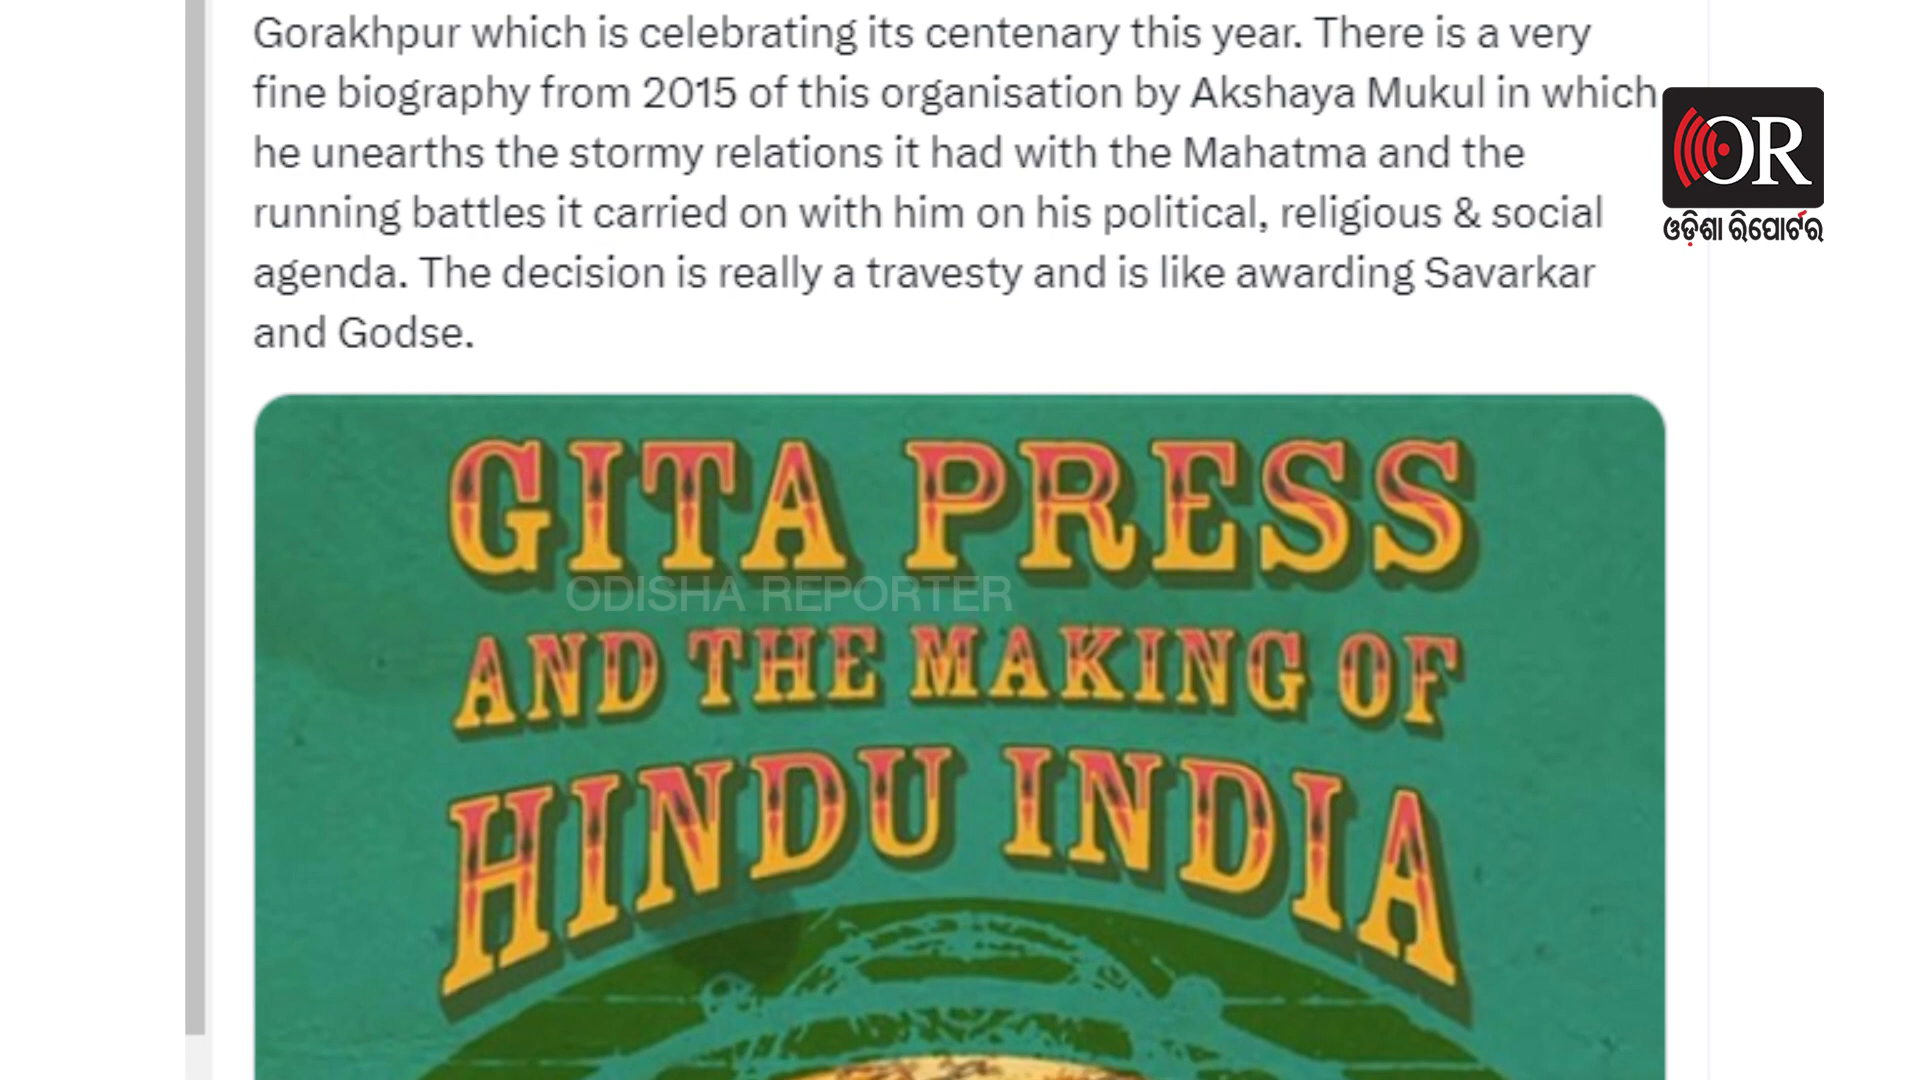 Gorakhpur which is celebrating its centenary this year. There is a very
fine biography from 2015 of this organisation by Akshaya Mukul in which
he unearths the stormy relations it had with the Mahatma and the
running battles it carried on with him on his political, religious & social
agenda. The decision is really a travesty and is like awarding Savarkar
and Godse.
OR
ଓଡ଼ିଶା ରିପୋର୍ଟର
GITA PRESS
ODISHA REPORTER
AND THE MAKING OF
HINDU INDIA